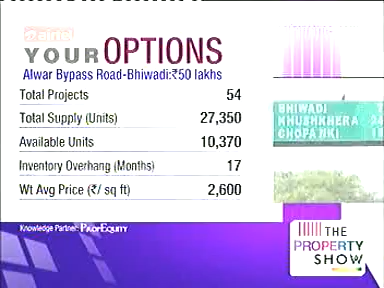 YOUR OPTIONS
Alwar Bypass Road-Bhiwadi:₹50 lakhs
Total Projects 54
Total Supply (Units) 27,350
Available Units 10,370
Inventory Overhang (Months) 17
Wt Avg Price (₹/ sq ft) 2,600
BHIWADI
KHUSHKHERA 24
CHOPANKI
Knowledge Partner: PROPEQUITY
THE
PROPERTY
SHOW